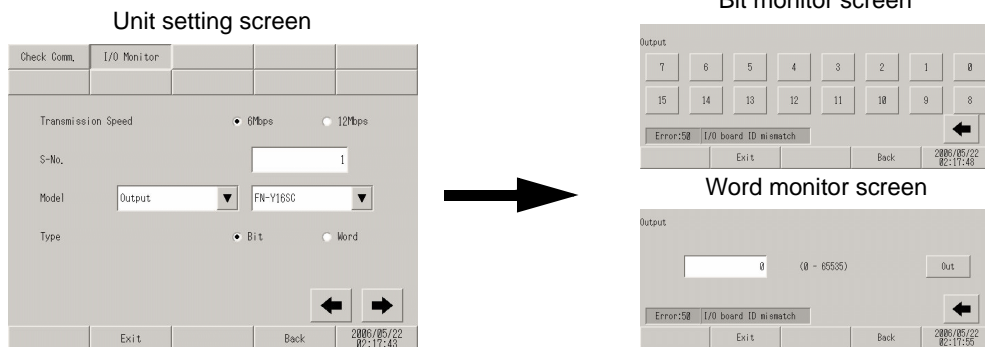 Unit setting screen
Check Comm. I/O Monitor
Transmission Speed 6Mbps 12Mbps
S-No. 1
Model Output FN-Y16SC
Type Bit Word
Exit Back 2006/05/22
02:17:43
Bit monitor screen
Output
7 6 5 4 3 2 1 0
15 14 13 12 11 10 9 8
Error:50 I/O board ID mismatch
Exit Back 2006/05/22
02:17:48
Word monitor screen
Output
0 (0 - 65535) Out
Error:50 I/O board ID mismatch
Exit Back 2006/05/22
02:17:55